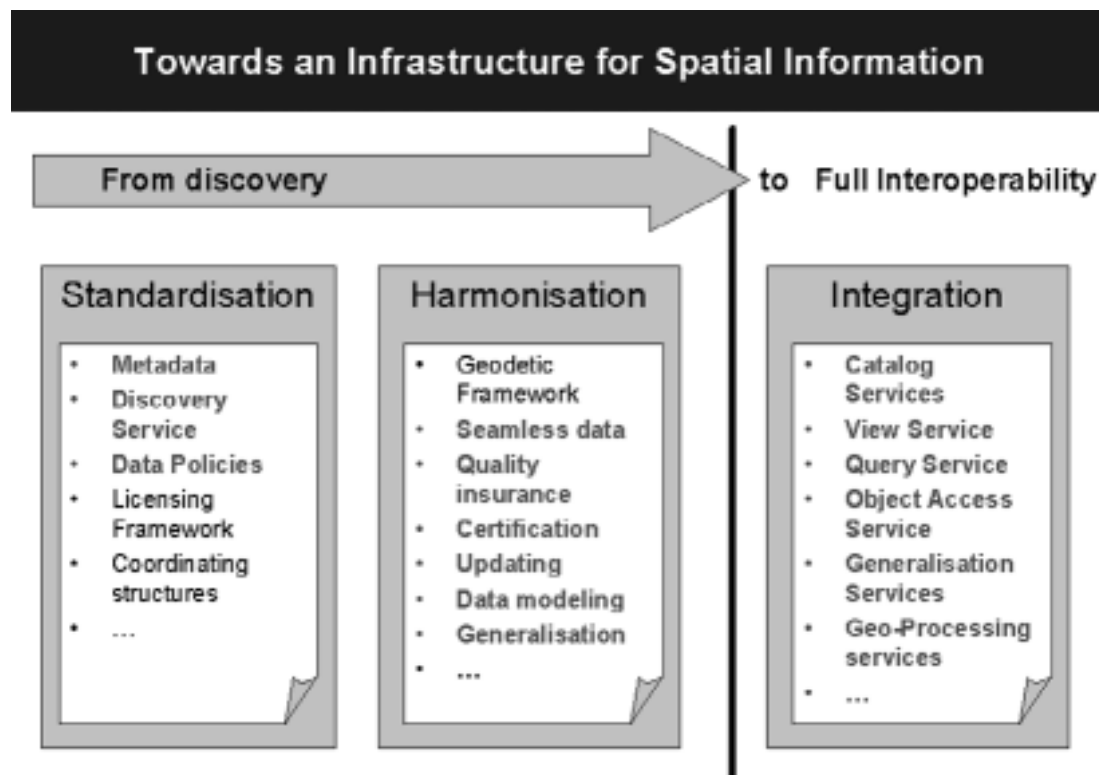 Towards an Infrastructure for Spatial Information
From discovery
to Full Interoperability
Standardisation
• Metadata
• Discovery
Service
• Data Policies
• Licensing
Framework
• Coordinating
structures
• ...
Harmonisation
• Geodetic
Framework
• Seamless data
• Quality
insurance
• Certification
• Updating
• Data modeling
• Generalisation
• ...
Integration
• Catalog
Services
• View Service
• Query Service
• Object Access
Service
• Generalisation
Services
• Geo-Processing
services
• ...